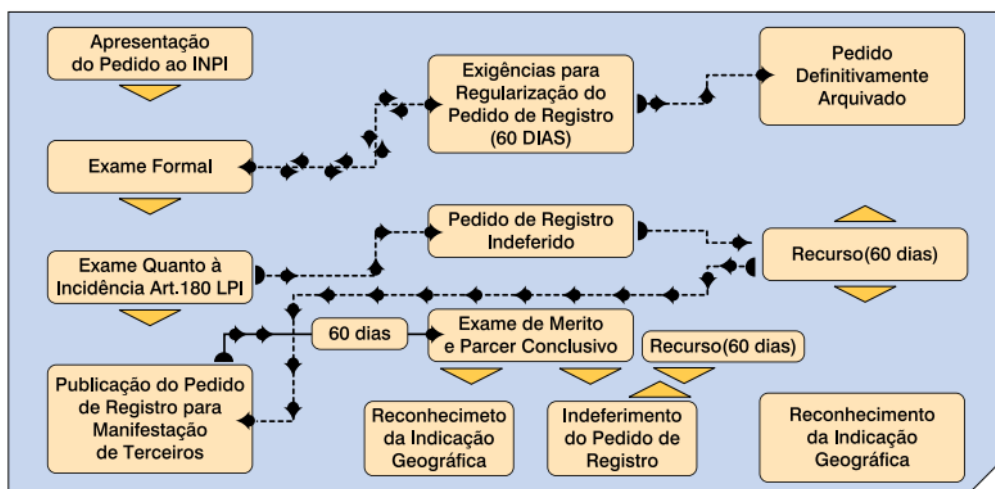 Apresentação
do Pedido ao INPI
Exigências para
Regularização do
Pedido de Registro
(60 DIAS)
Pedido
Definitivamente
Arquivado
Exame Formal
Pedido de Registro
Indeferido
Recurso(60 dias)
Exame Quanto à
Incidência Art.180 LPI
60 dias
Exame de Merito
e Parcer Conclusivo
Recurso(60 dias)
Publicação do Pedido
de Registro para
Manifestação
de Terceiros
Reconhecimeto
da Indicação
Geográfica
Indeferimento
do Pedido de
Registro
Reconhecimento
da Indicação
Geográfica